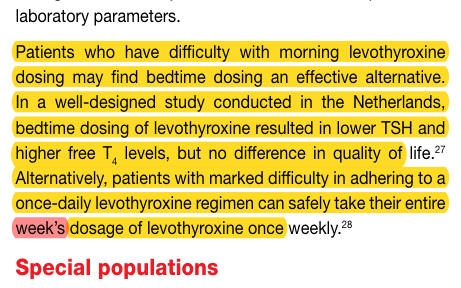 laboratory parameters.
Patients who have difficulty with morning levothyroxine
dosing may find bedtime dosing an effective alternative.
In a well-designed study conducted in the Netherlands,
bedtime dosing of levothyroxine resulted in lower TSH and
higher free T₄ levels, but no difference in quality of life.²⁷
Alternatively, patients with marked difficulty in adhering to a
once-daily levothyroxine regimen can safely take their entire
week’s dosage of levothyroxine once weekly.²⁸
Special populations